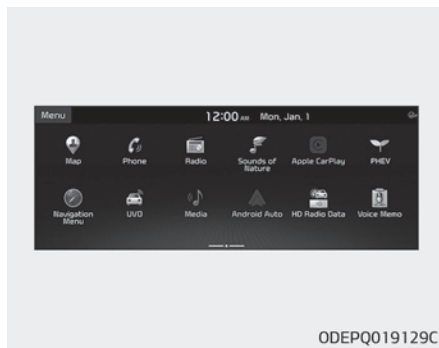 Menu
12:00 AM Mon, Jan, 1
Map
Phone
Radio
Sounds of
Nature
Apple CarPlay
PHEV
Navigation
Menu
UVO
Media
Android Auto
HD Radio Data
Voice Memo
ODEPQ019129C